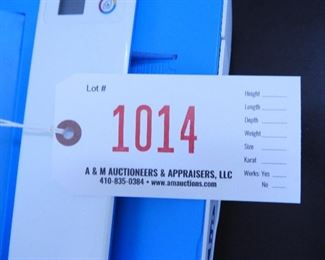 Lot #
1014
A & M AUCTIONEERS & APPRAISERS, LLC
410-835-0384 • www.amauctions.com
Height
Length
Depth
Weight
Size
Karat
Works: Yes
No